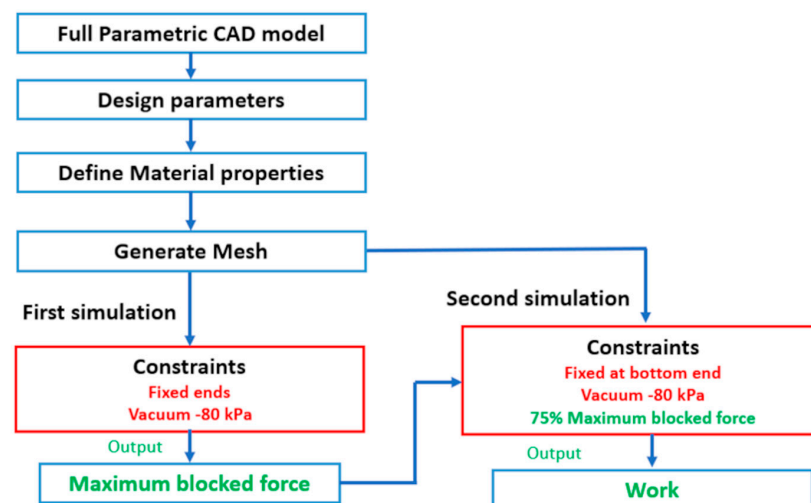 Full Parametric CAD model
Design parameters
Define Material properties
Generate Mesh
First simulation
Constraints
Fixed ends
Vacuum -80 kPa
Output
Maximum blocked force
Second simulation
Constraints
Fixed at bottom end
Vacuum -80 kPa
75% Maximum blocked force
Output
Work